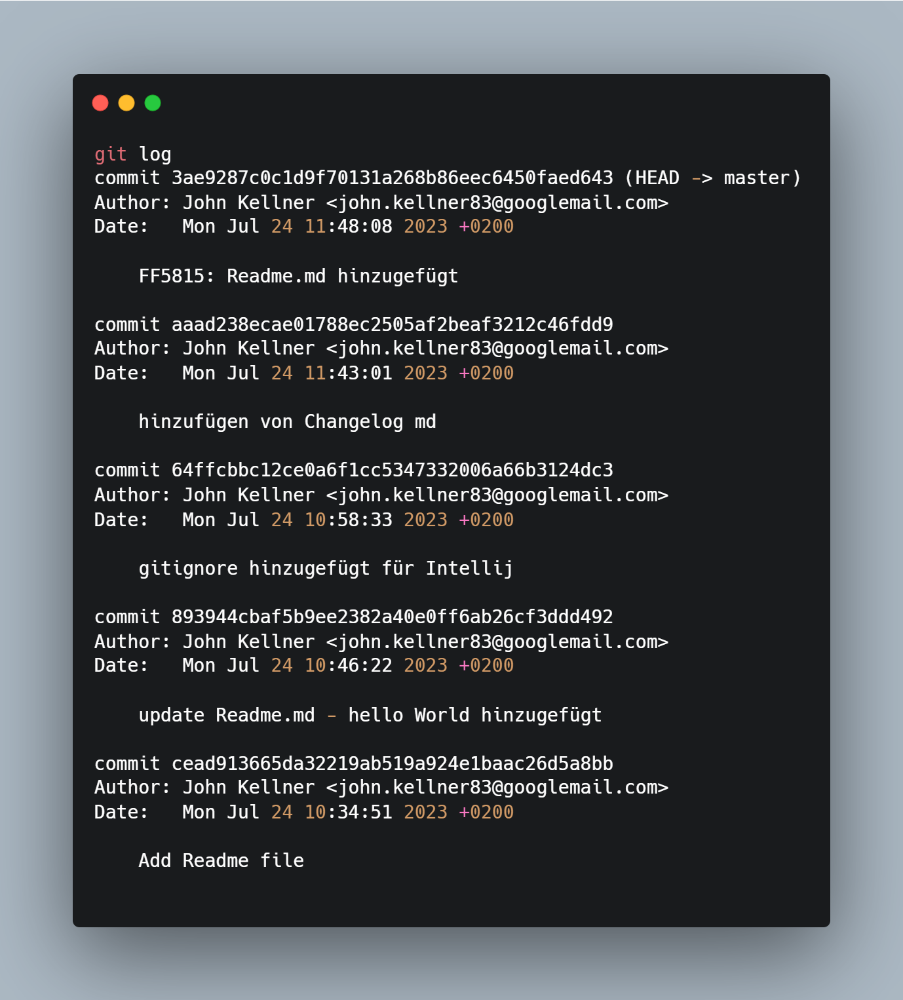 git log
commit 3ae9287c0c1d9f70131a268b86eec6450faed643 (HEAD -> master)
Author: John Kellner <john.kellner83@googlemail.com>
Date:   Mon Jul 24 11:48:08 2023 +0200
    FF5815: Readme.md hinzugefügt
commit aaad238ecae01788ec2505af2beaf3212c46fdd9
Author: John Kellner <john.kellner83@googlemail.com>
Date:   Mon Jul 24 11:43:01 2023 +0200
    hinzufügen von Changelog md
commit 64ffcbbc12ce0a6f1cc5347332006a66b3124dc3
Author: John Kellner <john.kellner83@googlemail.com>
Date:   Mon Jul 24 10:58:33 2023 +0200
    gitignore hinzugefügt für Intellij
commit 893944cbaf5b9ee2382a40e0ff6ab26cf3ddd492
Author: John Kellner <john.kellner83@googlemail.com>
Date:   Mon Jul 24 10:46:22 2023 +0200
    update Readme.md - hello World hinzugefügt
commit cead913665da32219ab519a924e1baac26d5a8bb
Author: John Kellner <john.kellner83@googlemail.com>
Date:   Mon Jul 24 10:34:51 2023 +0200
    Add Readme file